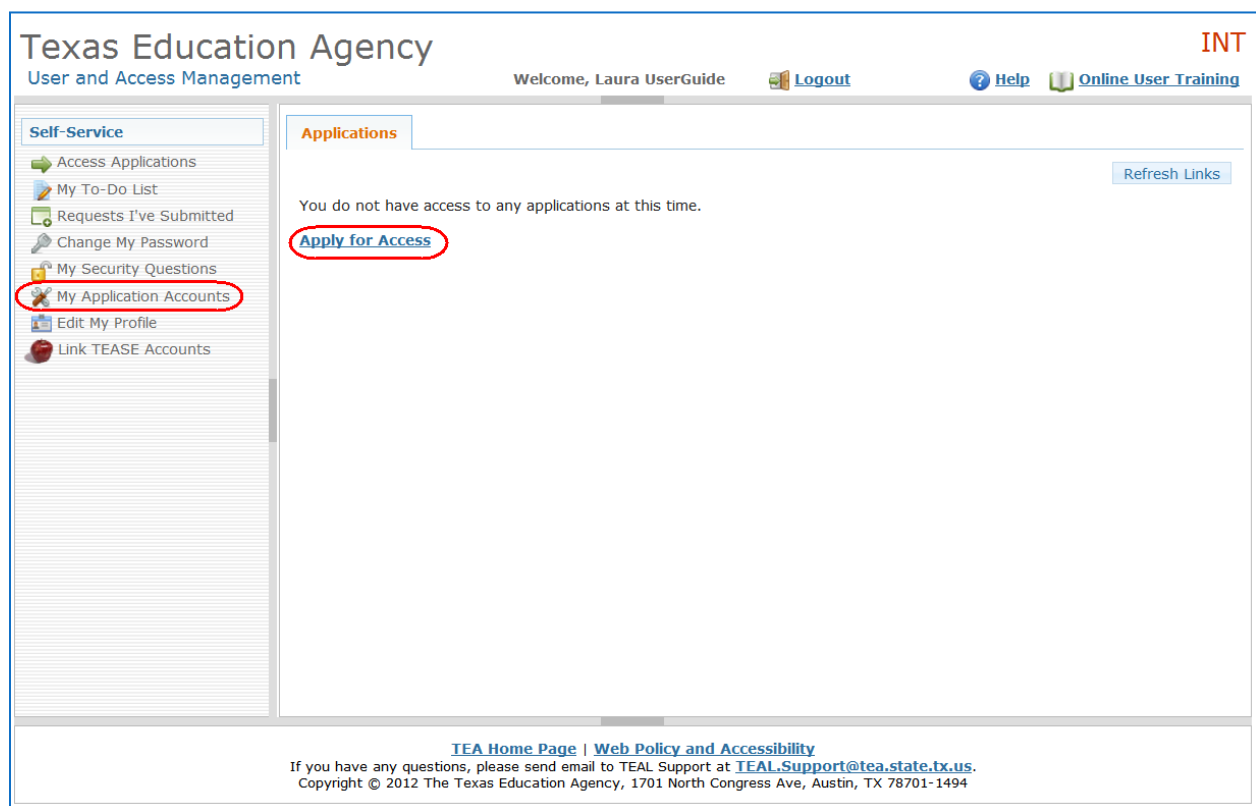 Texas Education Agency
INT
User and Access Management
Welcome, Laura UserGuide
Logout
Help
Online User Training
Self-Service
Access Applications
My To-Do List
Requests I've Submitted
Change My Password
My Security Questions
My Application Accounts
Edit My Profile
Link TEASE Accounts
Applications
Refresh Links
You do not have access to any applications at this time.
Apply for Access
TEA Home Page | Web Policy and Accessibility
If you have any questions, please send email to TEAL Support at TEAL.Support@tea.state.tx.us.
Copyright © 2012 The Texas Education Agency, 1701 North Congress Ave, Austin, TX 78701-1494